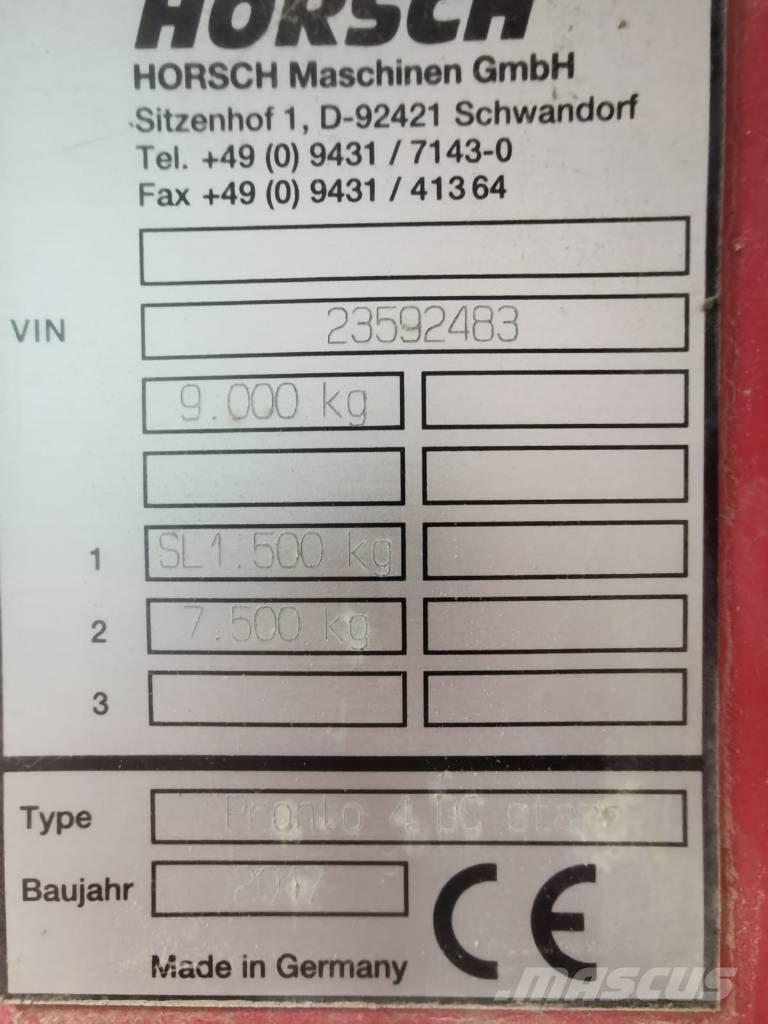 HORSCH
HORSCH Maschinen GmbH
Sitzenhof 1, D-92421 Schwandorf
Tel. +49 (0) 9431 / 7143-0
Fax +49 (0) 9431 / 41364
VIN 23592483
9.000 kg
1 SL1.500 kg
2 7.500 kg
3
Type Pronto 4 DC
Baujahr 2017
CE
Made in Germany
MASCUS